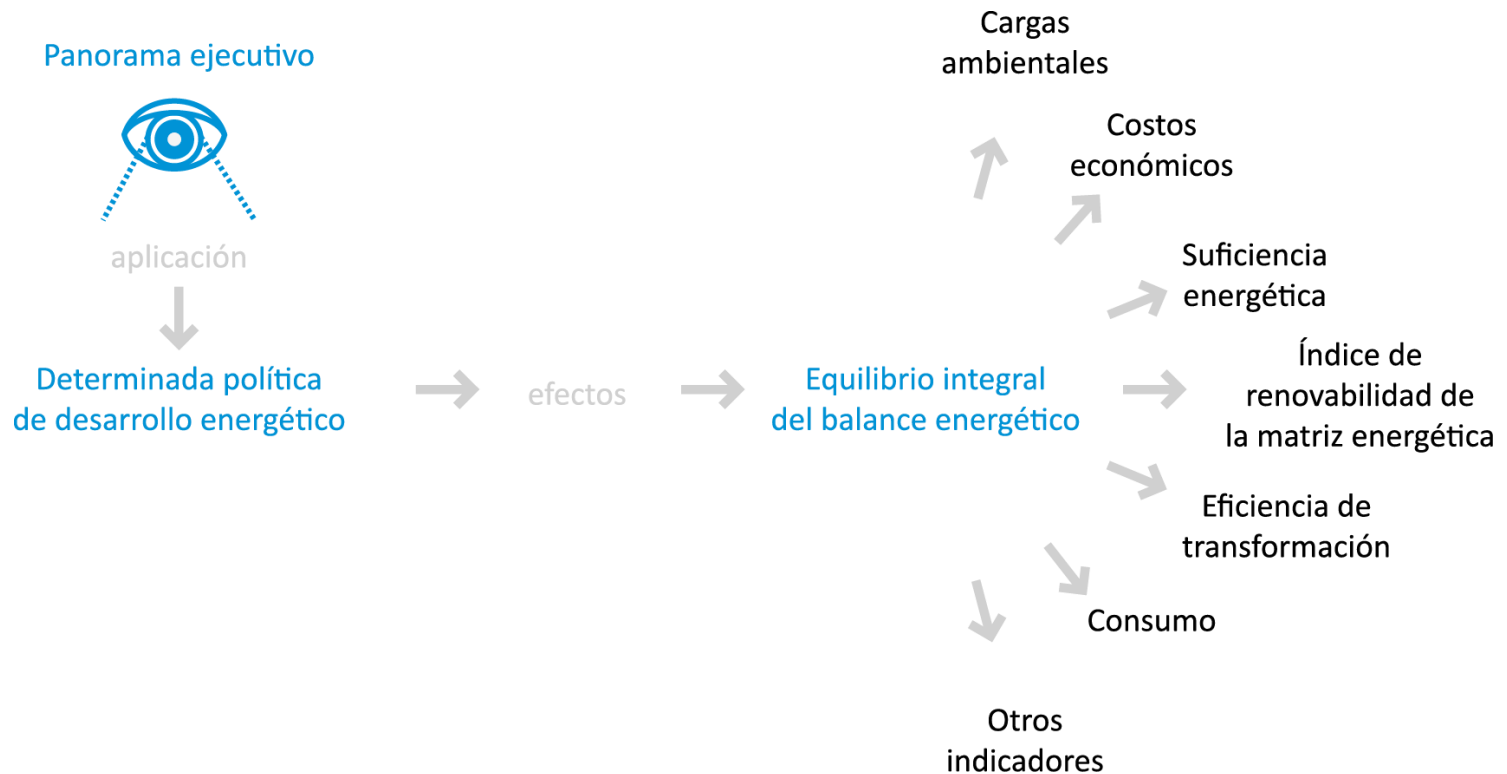 Panorama ejecutivo
aplicación
Determinada política
de desarrollo energético
efectos
Equilibrio integral
del balance energético
Cargas
ambientales
Costos
económicos
Suficiencia
energética
Índice de
renovabilidad de
la matriz energética
Eficiencia de
transformación
Consumo
Otros
indicadores